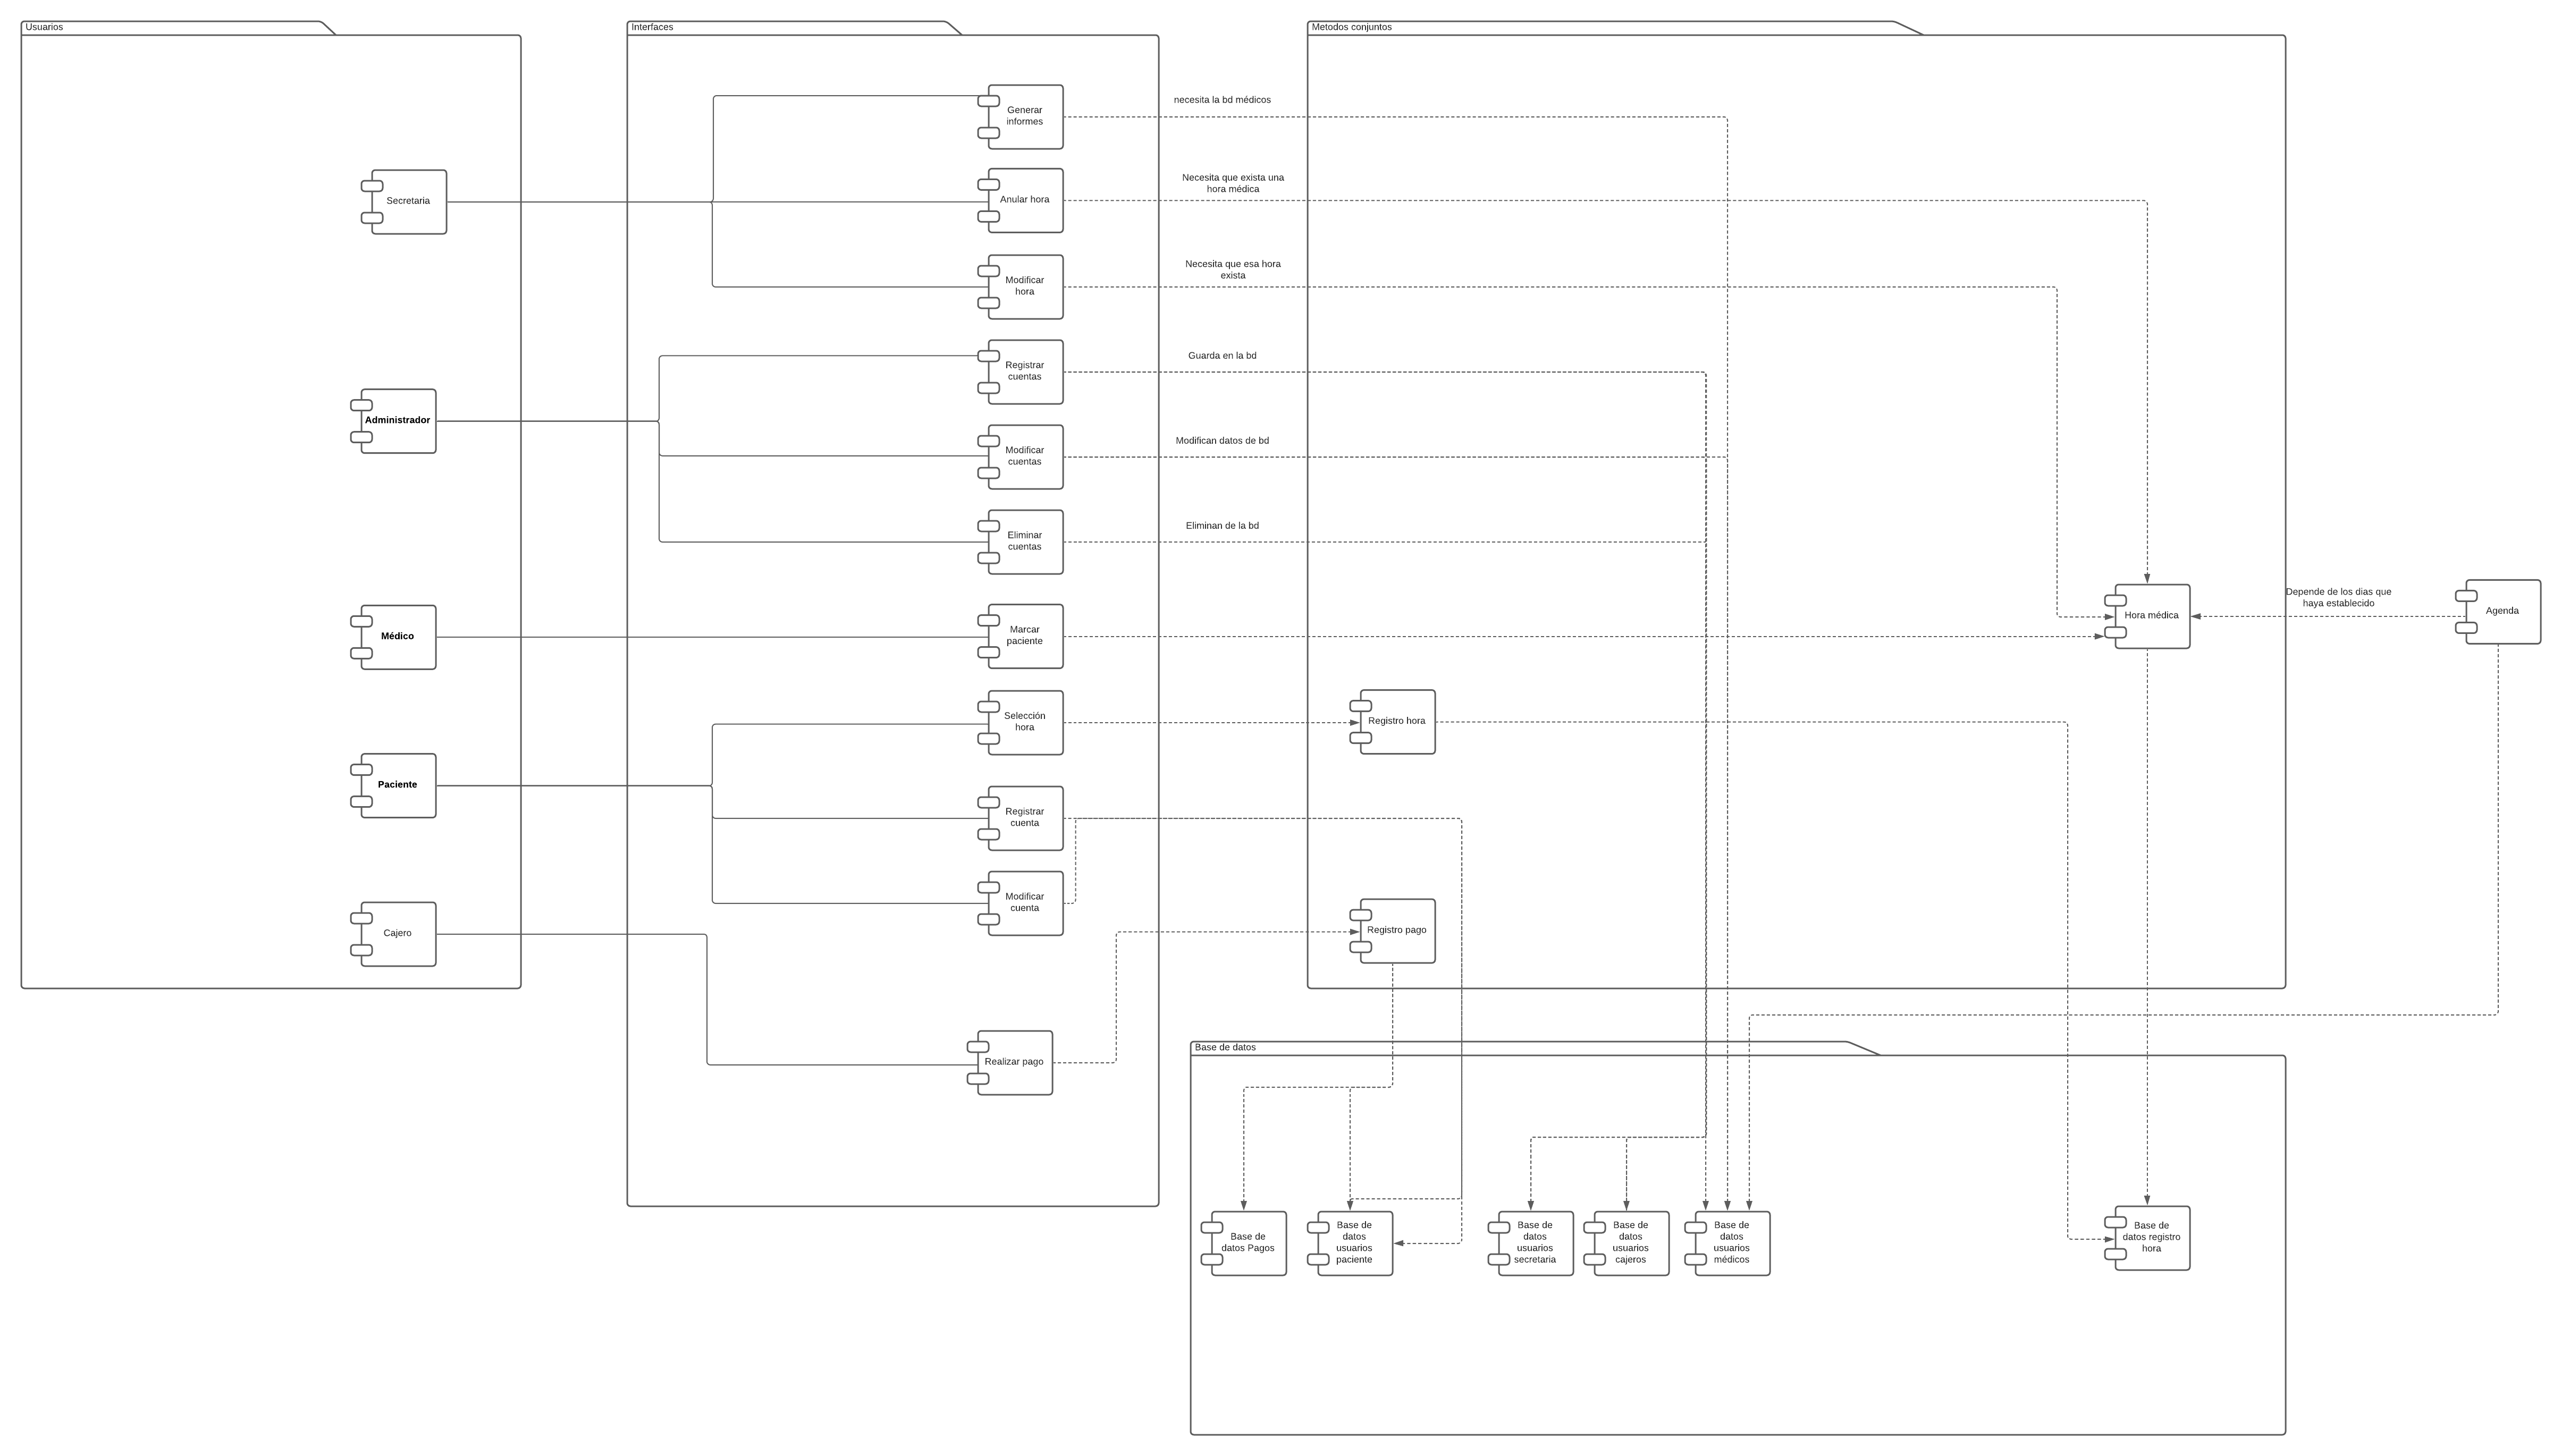 Usuarios
Interfaces
Metodos conjuntos
Generar
informes
necesita la bd médicos
Secretaria
Anular hora
Necesita que exista una
hora médica
Modificar
hora
Necesita que esa hora
exista
Registrar
cuentas
Guarda en la bd
Administrador
Modificar
cuentas
Modifican datos de bd
Eliminar
cuentas
Eliminan de la bd
Médico
Marcar
paciente
Hora médica
Depende de los dias que
haya establecido
Agenda
Selección
hora
Registro hora
Paciente
Registrar
cuenta
Modificar
cuenta
Cajero
Registro pago
Realizar pago
Base de datos
Base de
datos Pagos
Base de
datos
usuarios
paciente
Base de
datos
usuarios
secretaria
Base de
datos
usuarios
cajeros
Base de
datos
usuarios
médicos
Base de
datos registro
hora